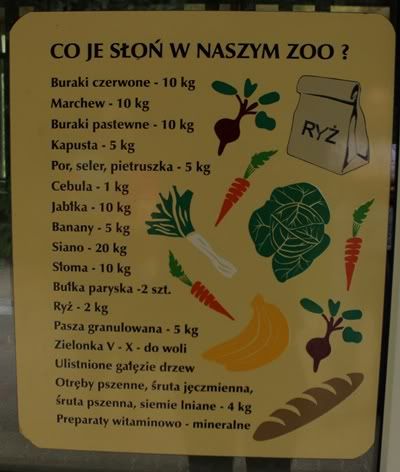 CO JE SŁOŃ W NASZYM ZOO ?
Buraki czerwone - 10 kg
Marchew - 10 kg
Buraki pastewne - 10 kg
Kapusta - 5 kg
Por, seler, pietruszka - 5 kg
Cebula - 1 kg
Jabłka - 10 kg
Banany - 5 kg
Siano - 20 kg
Słoma - 10 kg
Bułka paryska -2 szt.
Ryż - 2 kg
Pasza granulowana - 5 kg
Zielonka V - X - do woli
Ulistnione gałęzie drzew
Otręby pszenne, śruta jęczmienna,
śruta pszenna, siemie lniane - 4 kg
Preparaty witaminowo - mineralne
RYŻ